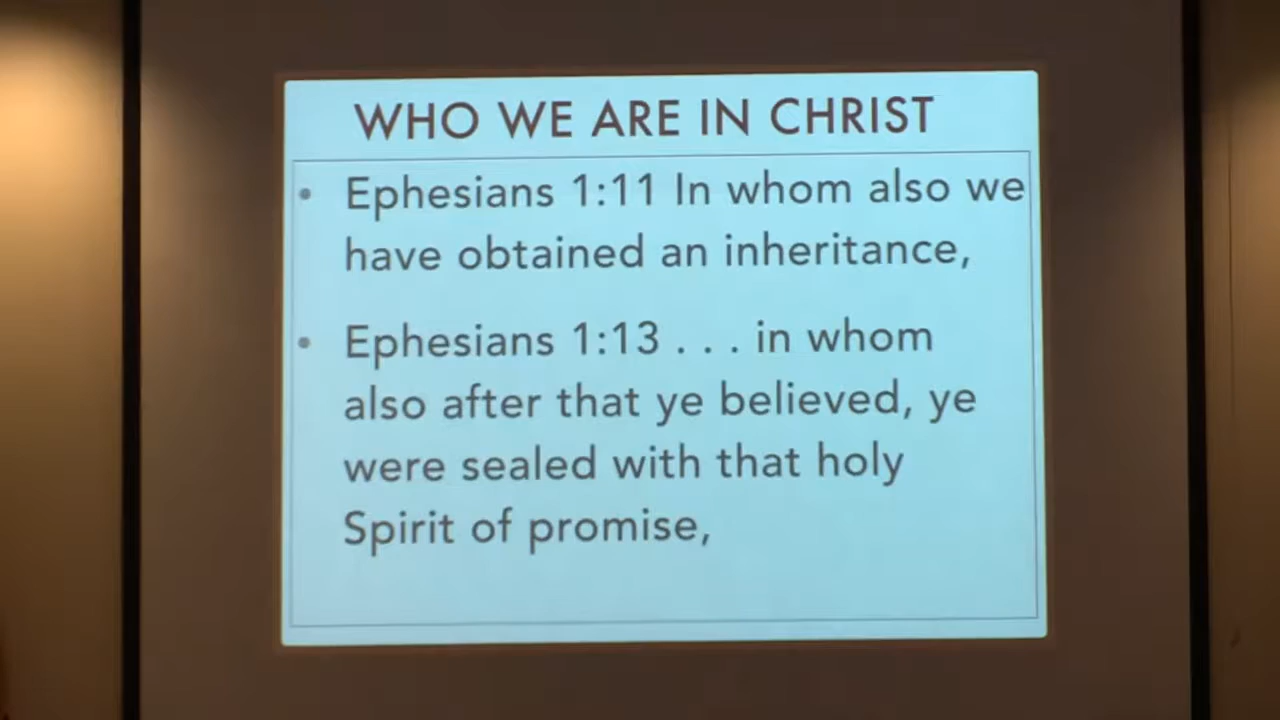 WHO WE ARE IN CHRIST
• Ephesians 1:11 In whom also we
have obtained an inheritance,
• Ephesians 1:13 . . . in whom
also after that ye believed, ye
were sealed with that holy
Spirit of promise,